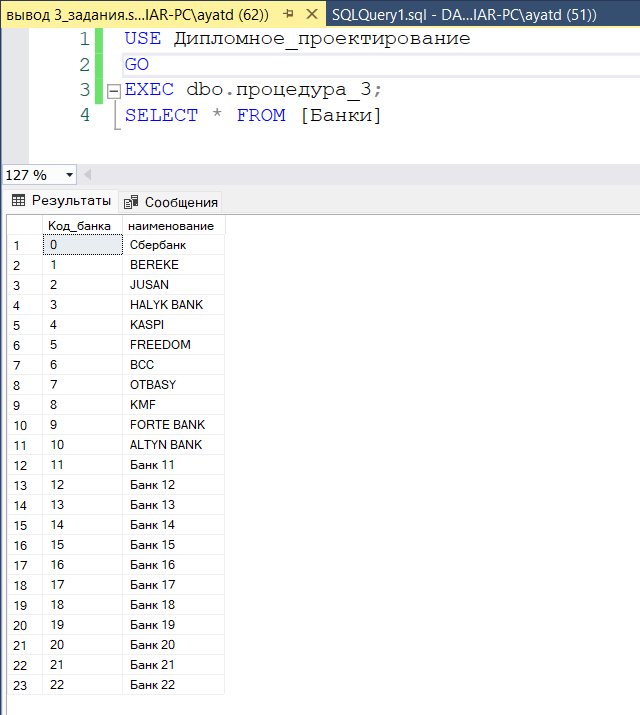 вывод 3_задания.s...IAR-PC\ayatd (62)) SQLQuery1.sql - DA...IAR-PC\ayatd (51))
1 USE Дипломное_проектирование
2 GO
3 EXEC dbo.процедура_3;
4 SELECT * FROM [Банки]
127 %
Результаты Сообщения
Код_банка наименование
1 0 Сбербанк
2 1 BEREKE
3 2 JUSAN
4 3 HALYK BANK
5 4 KASPI
6 5 FREEDOM
7 6 BCC
8 7 OTBASY
9 8 KMF
10 9 FORTE BANK
11 10 ALTYN BANK
12 11 Банк 11
13 12 Банк 12
14 13 Банк 13
15 14 Банк 14
16 15 Банк 15
17 16 Банк 16
18 17 Банк 17
19 18 Банк 18
20 19 Банк 19
21 20 Банк 20
22 21 Банк 21
23 22 Банк 22